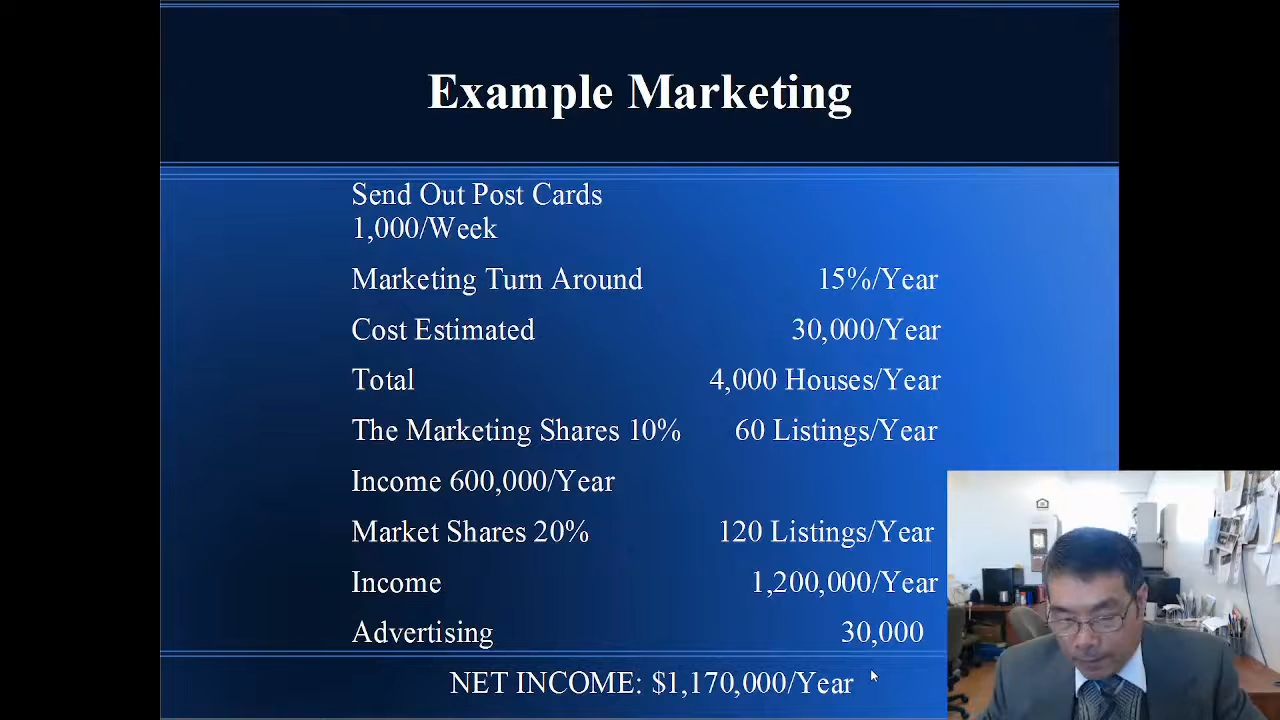 Example Marketing
Send Out Post Cards
1,000/Week
Marketing Turn Around 15%/Year
Cost Estimated 30,000/Year
Total 4,000 Houses/Year
The Marketing Shares 10% 60 Listings/Year
Income 600,000/Year
Market Shares 20% 120 Listings/Year
Income 1,200,000/Year
Advertising 30,000
NET INCOME: $1,170,000/Year